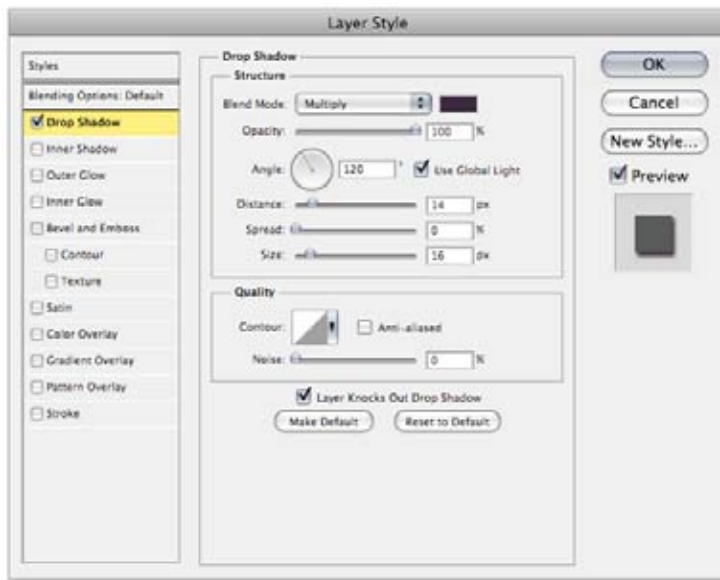 Layer Style
Styles
Blending Options: Default
Drop Shadow
Inner Shadow
Outer Glow
Inner Glow
Bevel and Emboss
Contour
Texture
Satin
Color Overlay
Gradient Overlay
Pattern Overlay
Stroke
Drop Shadow
Structure
Blend Mode: Multiply
Opacity: 100 %
Angle: 120 ° Use Global Light
Distance: 14 px
Spread: 0 %
Size: 16 px
Quality
Contour: Anti-aliased
Noise: 0 %
Layer Knocks Out Drop Shadow
Make Default Reset to Default
OK
Cancel
New Style...
Preview